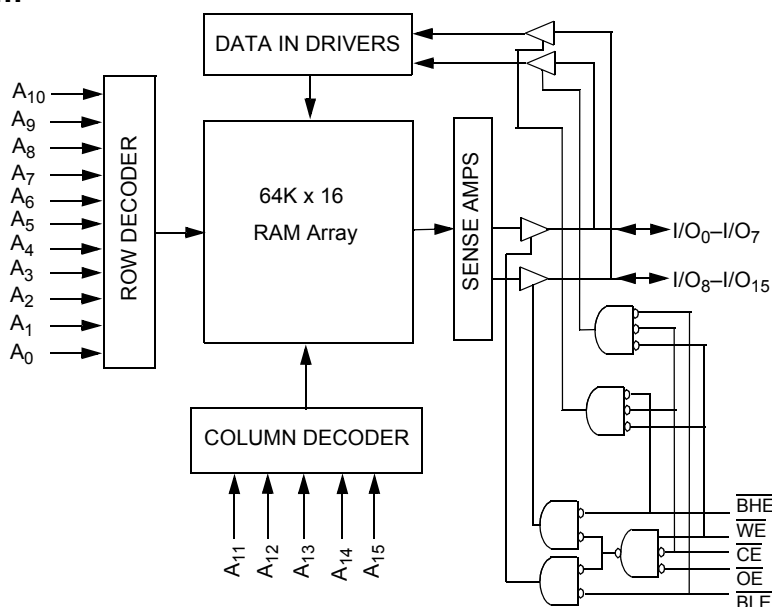 DATA IN DRIVERS
A10
A9
A8
A7
A6
A5
A4
A3
A2
A1
A0
ROW DECODER
64K x 16
RAM Array
SENSE AMPS
I/O0–I/O7
I/O8–I/O15
COLUMN DECODER
A11
A12
A13
A14
A15
BHE
WE
CE
OE
BLE